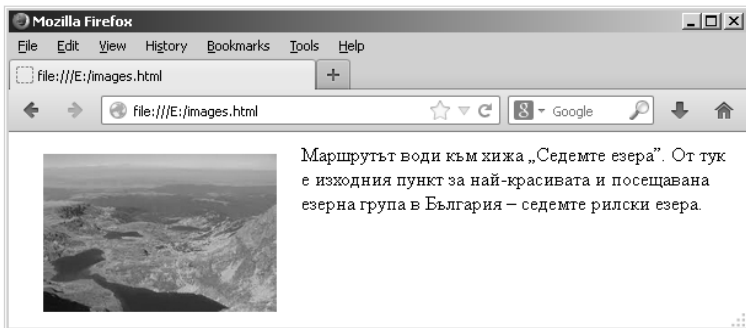 Mozilla Firefox
File Edit View History Bookmarks Tools Help
file:///E:/images.html +
file:///E:/images.html 8 Google
Маршрутът води към хижа „Седемте езера”. От тук
е изходния пункт за най-красивата и посещавана
езерна група в България – седемте рилски езера.